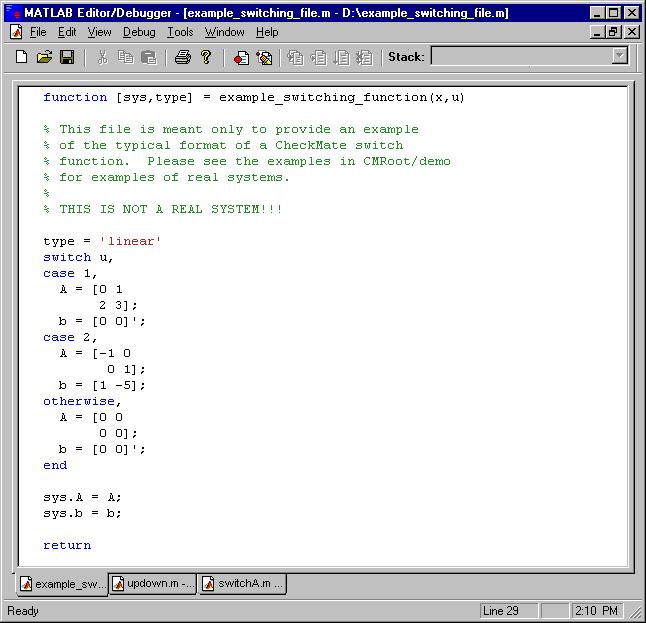 MATLAB Editor/Debugger - [example_switching_file.m - D:\example_switching_file.m]
File Edit View Debug Tools Window Help
Stack:
function [sys,type] = example_switching_function(x,u)
% This file is meant only to provide an example
% of the typical format of a CheckMate switch
% function.  Please see the examples in CMRoot/demo
% for examples of real systems.
%
% THIS IS NOT A REAL SYSTEM!!!
type = 'linear'
switch u,
case 1,
  A = [0 1
       2 3];
  b = [0 0]';
case 2,
  A = [-1 0
        0 1];
  b = [1 -5];
otherwise,
  A = [0 0
       0 0];
  b = [0 0]';
end
sys.A = A;
sys.b = b;
return
example_sw... updown.m -... switchA.m ...
Ready Line 29 2:10 PM